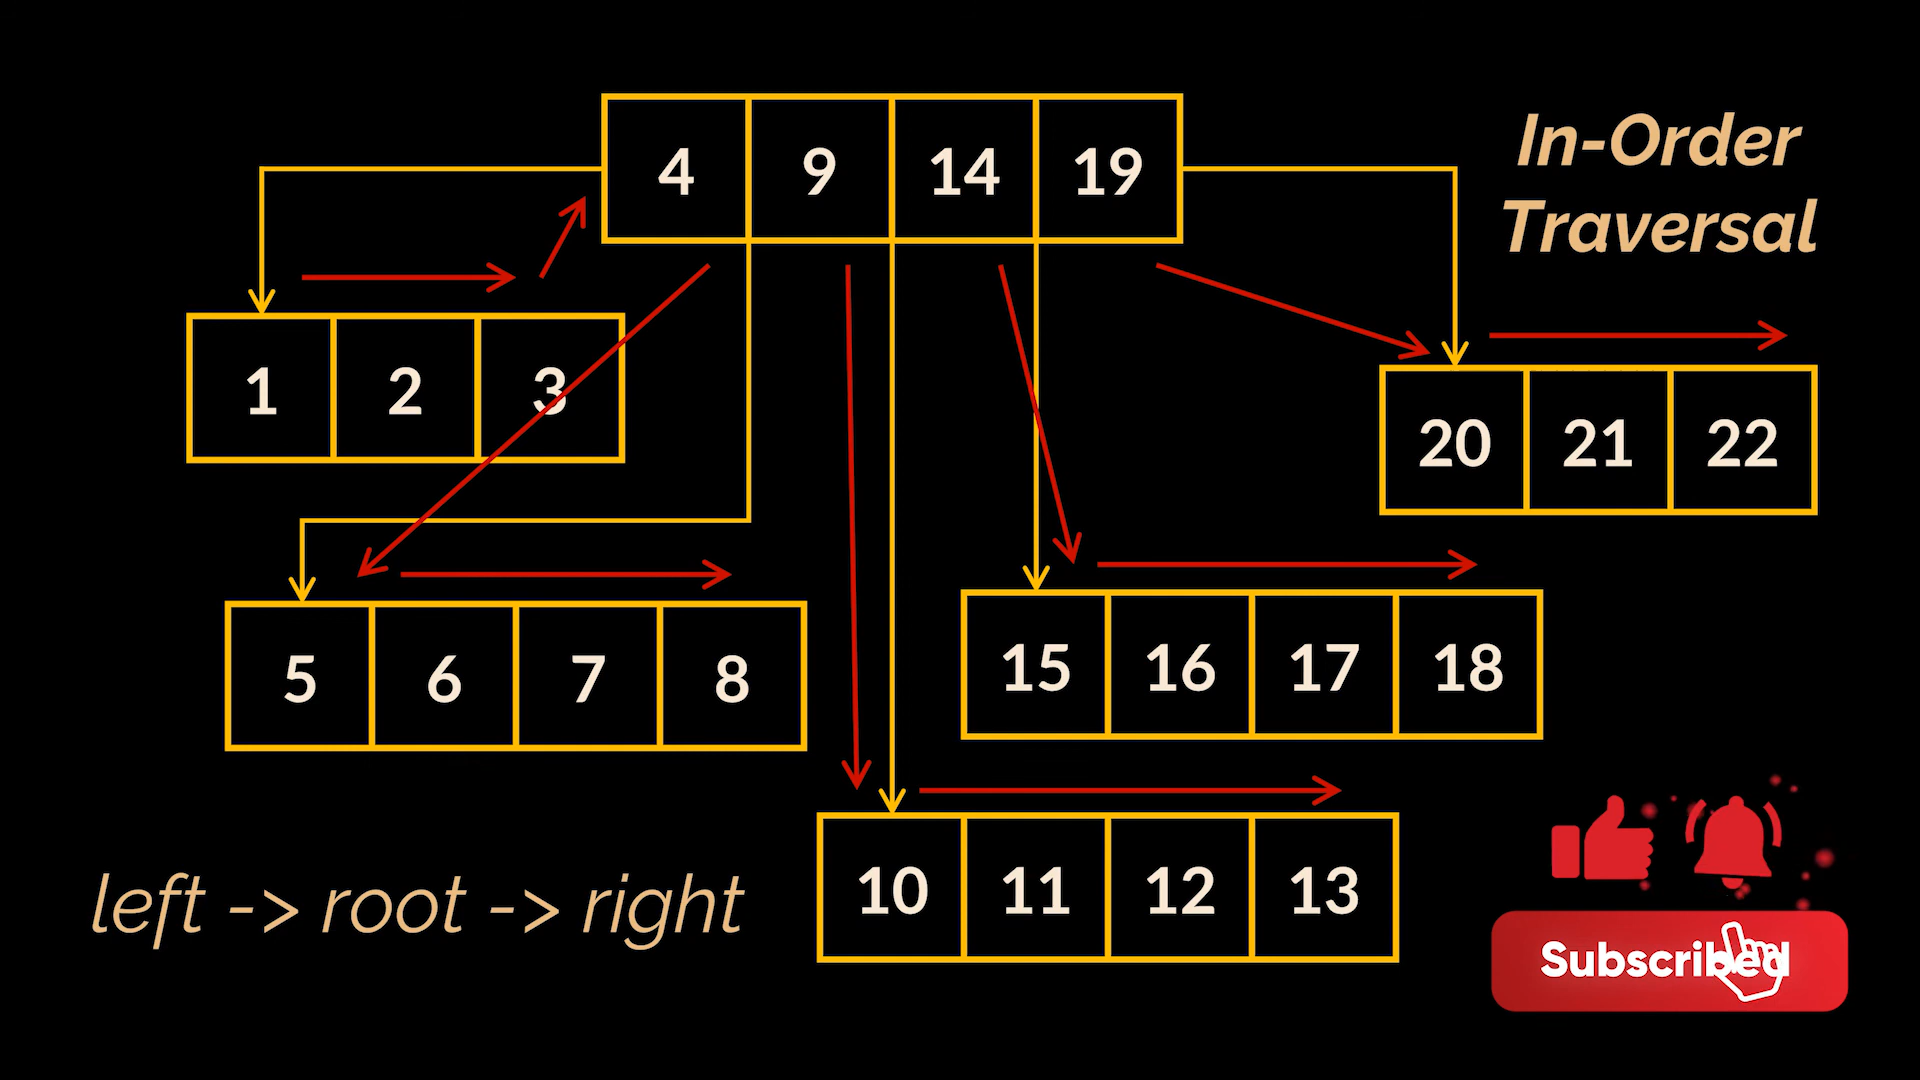 4 9 14 19
In-Order
Traversal
1 2 3
20 21 22
5 6 7 8
15 16 17 18
10 11 12 13
left -> root -> right
Subscribed